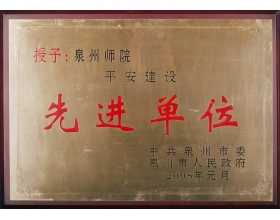 授予：泉州师院
平安建设
先进单位
中共泉州市委
泉州市人民政府
2008年元月